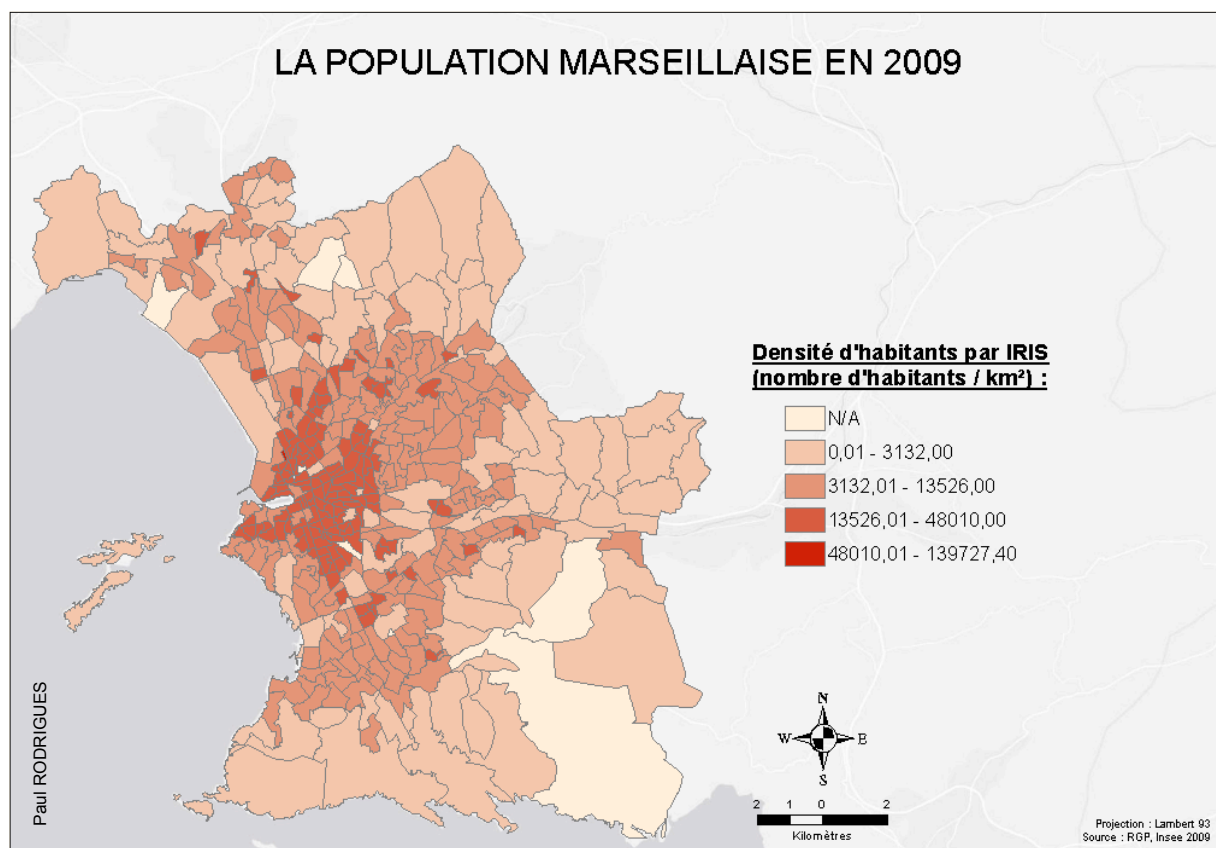 LA POPULATION MARSEILLAISE EN 2009
Densité d'habitants par IRIS
(nombre d'habitants / km²) :
N/A
0,01 - 3132,00
3132,01 - 13526,00
13526,01 - 48010,00
48010,01 - 139727,40
N
W E
S
2 1 0 2
Kilomètres
Paul RODRIGUES
Projection : Lambert 93
Source : RGP, Insee 2009